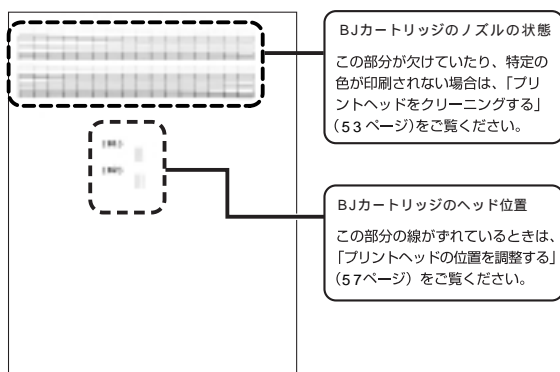 BJカートリッジのノズルの状態
この部分が欠けていたり、特定の
色が印刷されない場合は、「プリ
ントヘッドをクリーニングする」
(53ページ)をご覧ください。
BJカートリッジのヘッド位置
この部分の線がずれているときは、
「プリントヘッドの位置を調整する」
(57ページ) をご覧ください。